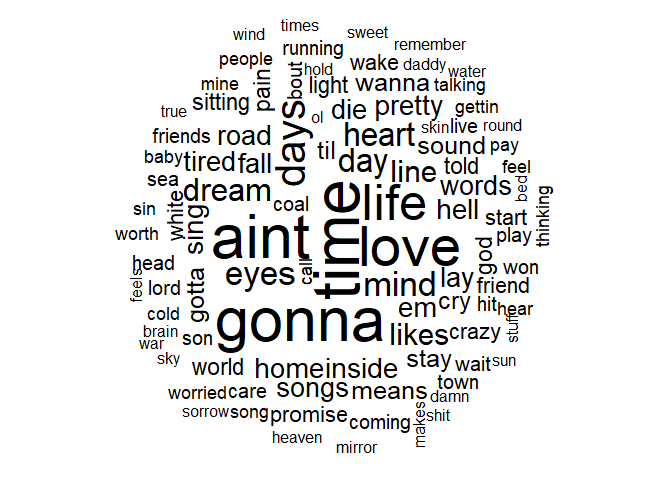 times
wind
sweet
running
remember
people
hold
bout
wake
daddy
water
mine
pain
light
wanna
talking
sitting
true
die
pretty
gettin
ol
friends
road
days
til
heart
skin
live
round
sound
pay
baby
tired
fall
day
line
told
feel
sea
dream
words
bed
sin
white
sing
coal
time
life
hell
start
thinking
worth
aint
love
god
play
head
feels
lord
gotta
eyes
call
mind
lay
won
friend
cold
gonna
em
cry
hit
hear
brain
war
son
likes
crazy
stuff
sky
world
home
inside
stay
wait
sun
worried
care
songs
means
town
damn
sorrow
song
promise
coming
makes
shit
heaven
mirror